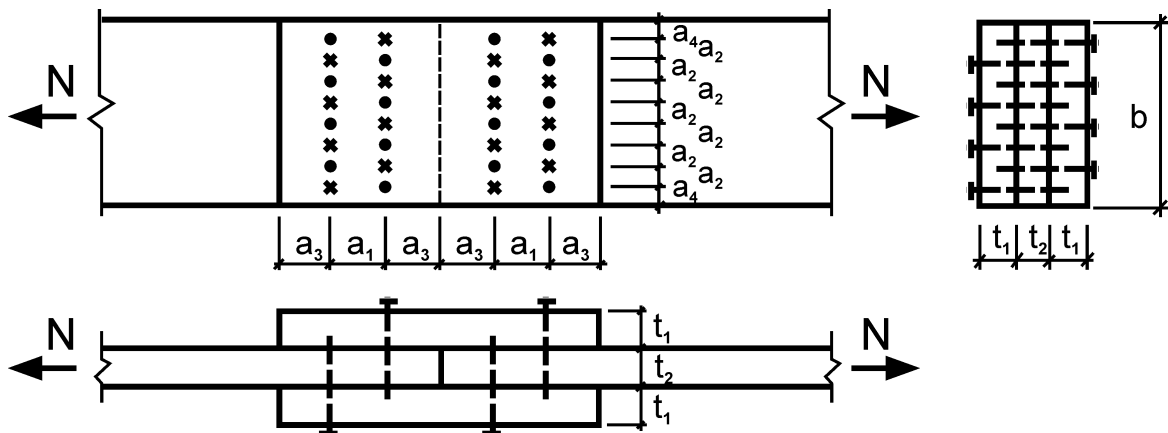 a₄
a₂
a₂
a₂
N
N
a₂
b
a₂
a₂
a₂
a₄
a₃ a₁ a₃ a₃ a₁ a₃
t₁ t₂ t₁
N
t₁
N
t₂
t₁